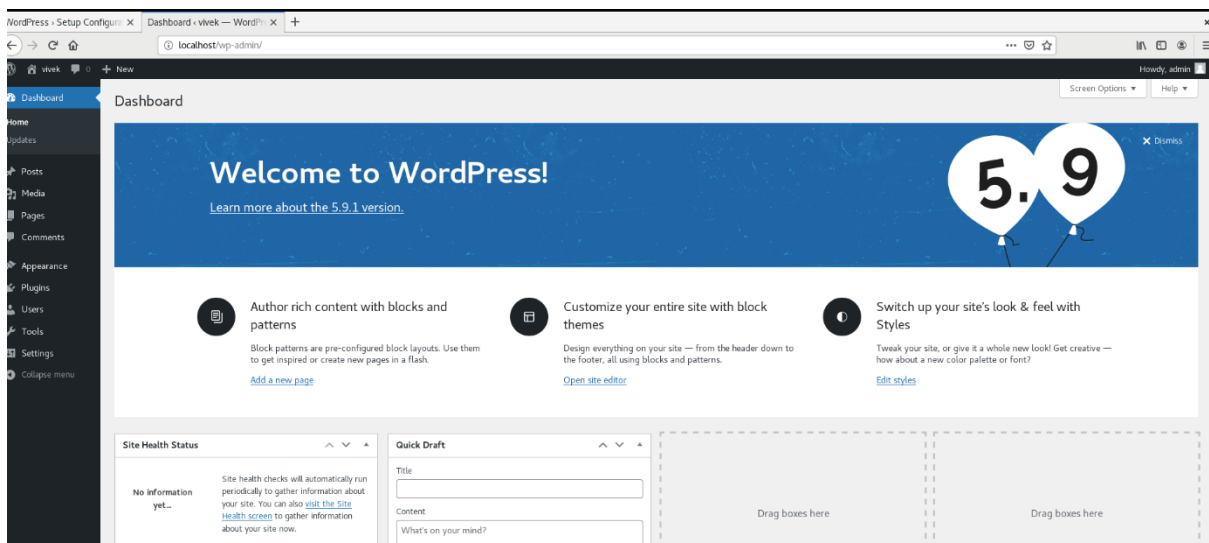 WordPress › Setup Configura
Dashboard ‹ vivek — WordPr
localhost/wp-admin/
vivek 0 + New Howdy, admin
Dashboard
Home
Updates
Posts
Media
Pages
Comments
Appearance
Plugins
Users
Tools
Settings
Collapse menu
Dashboard
Screen Options ▼ Help ▼
Welcome to WordPress!
Learn more about the 5.9.1 version.
5.9
Dismiss
Author rich content with blocks and
patterns
Block patterns are pre-configured block layouts. Use them
to get inspired or create new pages in a flash.
Add a new page
Customize your entire site with block
themes
Design everything on your site — from the header down to
the footer, all using blocks and patterns.
Open site editor
Switch up your site's look & feel with
Styles
Tweak your site, or give it a whole new look! Get creative —
how about a new color palette or font?
Edit styles
Site Health Status
No information
yet…
Site health checks will automatically run
periodically to gather information about
your site. You can also visit the Site
Health screen to gather information
about your site now.
Quick Draft
Title
Content
What's on your mind?
Drag boxes here
Drag boxes here